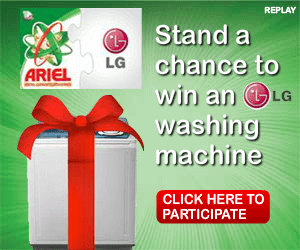 REPLAY
ARIEL
LG
Stand a
chance to
win an LG
washing
machine
CLICK HERE TO
PARTICIPATE